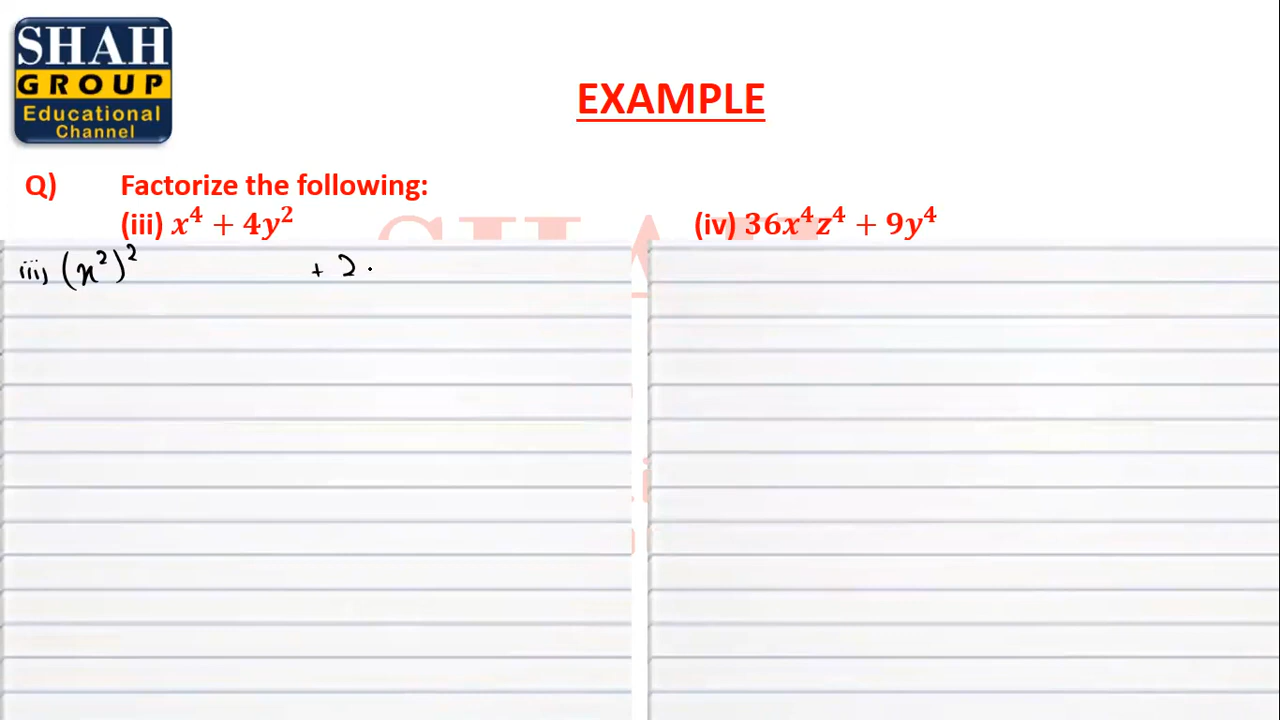 SHAH
GROUP
Educational
Channel
EXAMPLE
Q) Factorize the following:
(iii) x⁴ + 4y² (iv) 36x⁴z⁴ + 9y⁴
iii) (x²)² + 2 ·